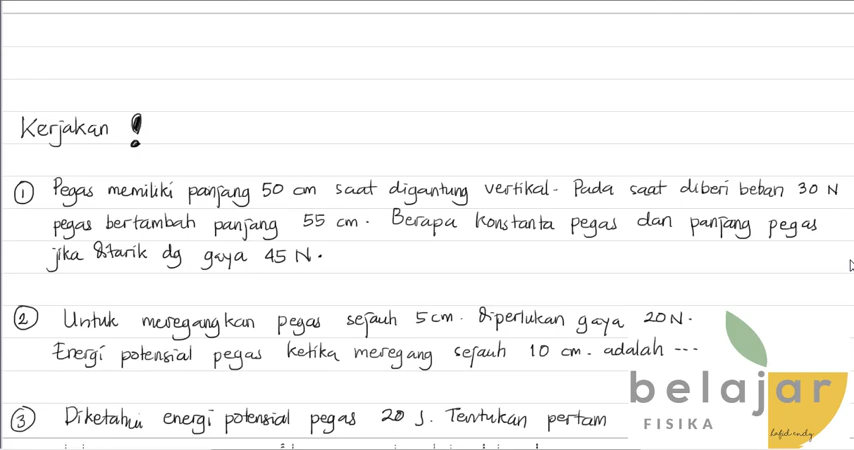 Kerjakan !
① Pegas memiliki panjang 50 cm saat digantung vertikal. Pada saat diberi beban 30 N
pegas bertambah panjang 55 cm. Berapa konstanta pegas dan panjang pegas
jika ditarik dg gaya 45 N.
② Untuk meregangkan pegas sejauh 5 cm. diperlukan gaya 20 N.
Energi potensial pegas ketika meregang sejauh 10 cm. adalah ---
③ Diketahui energi potensial pegas 20 J. Tentukan pertam
belajar
FISIKA
hafid endy